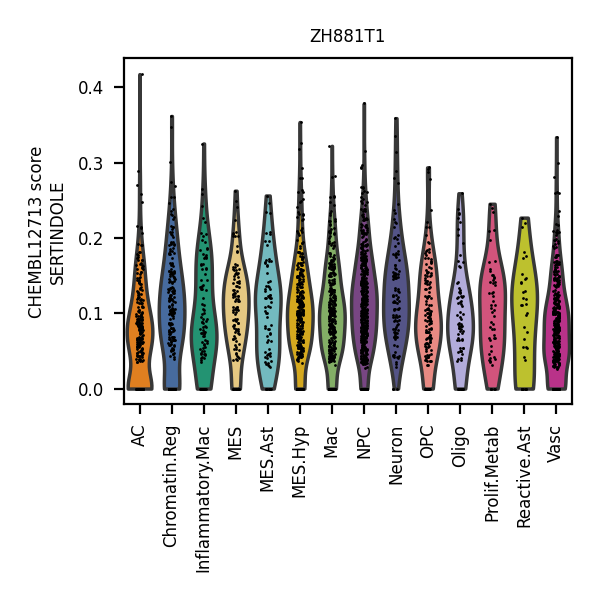 ZH881T1
CHEMBL12713 score
SERTINDOLE
0.4
0.3
0.2
0.1
0.0
AC
Chromatin.Reg
Inflammatory.Mac
MES
MES.Ast
MES.Hyp
Mac
NPC
Neuron
OPC
Oligo
Prolif.Metab
Reactive.Ast
Vasc